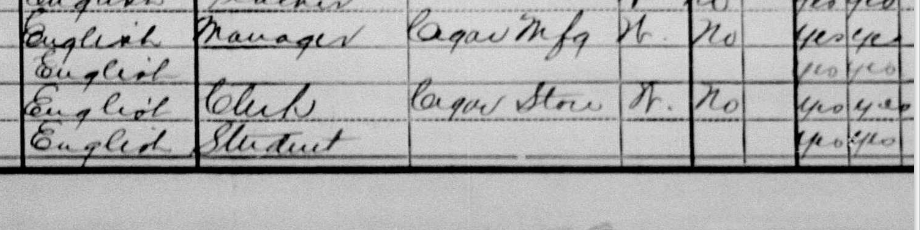 English Manager Cigar Mfg W. No yes yes
English yes yes
English Clerk Cigar Store W. No yes yes
English Student yes yes